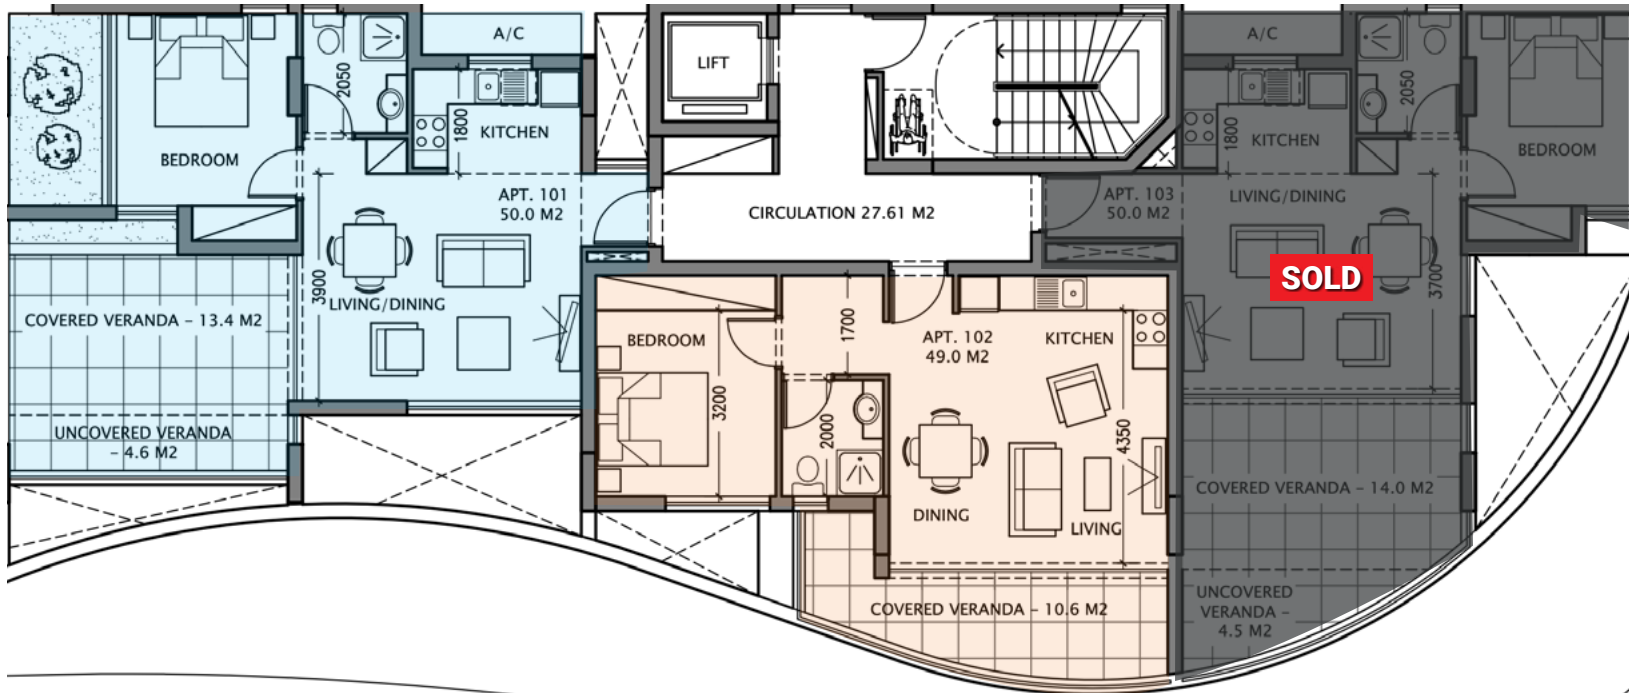 A/C
LIFT
A/C
2050
1800
KITCHEN
BEDROOM
2050
1800
KITCHEN
BEDROOM
APT. 101
50.0 M2
CIRCULATION 27.61 M2
APT. 103
50.0 M2
LIVING/DINING
3900
LIVING/DINING
COVERED VERANDA – 13.4 M2
SOLD
3700
BEDROOM
1700
APT. 102
49.0 M2
KITCHEN
3200
2000
4350
UNCOVERED VERANDA
– 4.6 M2
DINING
LIVING
COVERED VERANDA – 14.0 M2
COVERED VERANDA – 10.6 M2
UNCOVERED
VERANDA –
4.5 M2